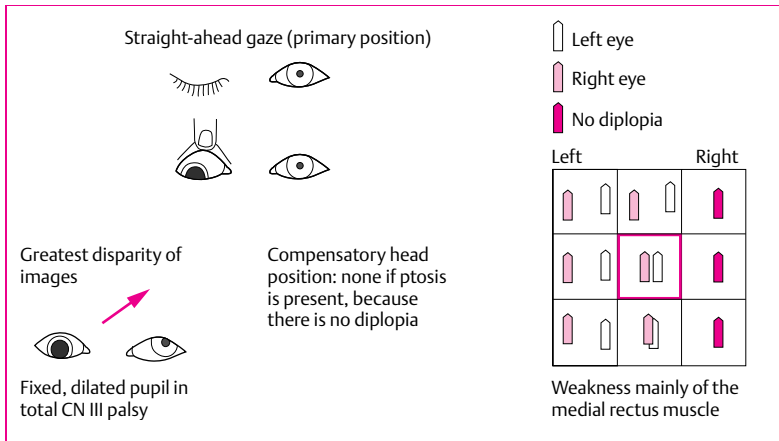 Straight-ahead gaze (primary position)
Left eye
Right eye
No diplopia
Left
Right
Greatest disparity of
images
Compensatory head
position: none if ptosis
is present, because
there is no diplopia
Fixed, dilated pupil in
total CN III palsy
Weakness mainly of the
medial rectus muscle